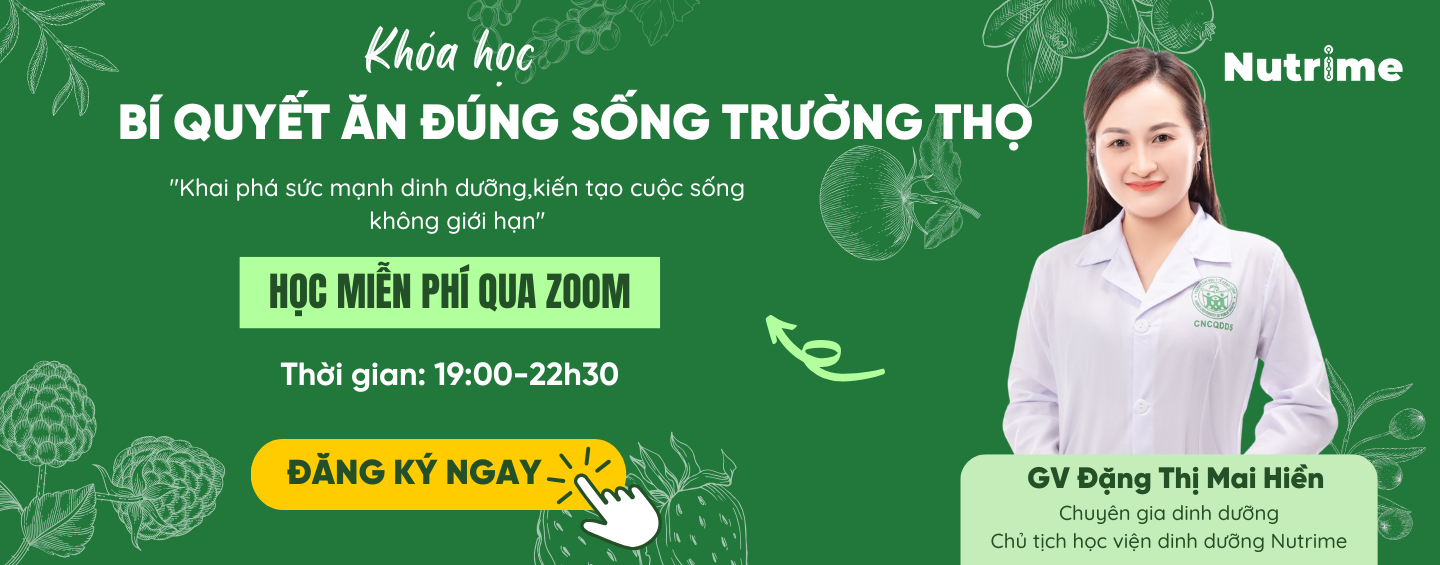 Khóa học
BÍ QUYẾT ĂN ĐÚNG SỐNG TRƯỜNG THỌ
"Khai phá sức mạnh dinh dưỡng,kiến tạo cuộc sống
không giới hạn"
HỌC MIỄN PHÍ QUA ZOOM
Thời gian: 19:00-22h30
ĐĂNG KÝ NGAY
Nutrime
CNCQDDS
GV Đặng Thị Mai Hiền
Chuyên gia dinh dưỡng
Chủ tịch học viện dinh dưỡng Nutrime